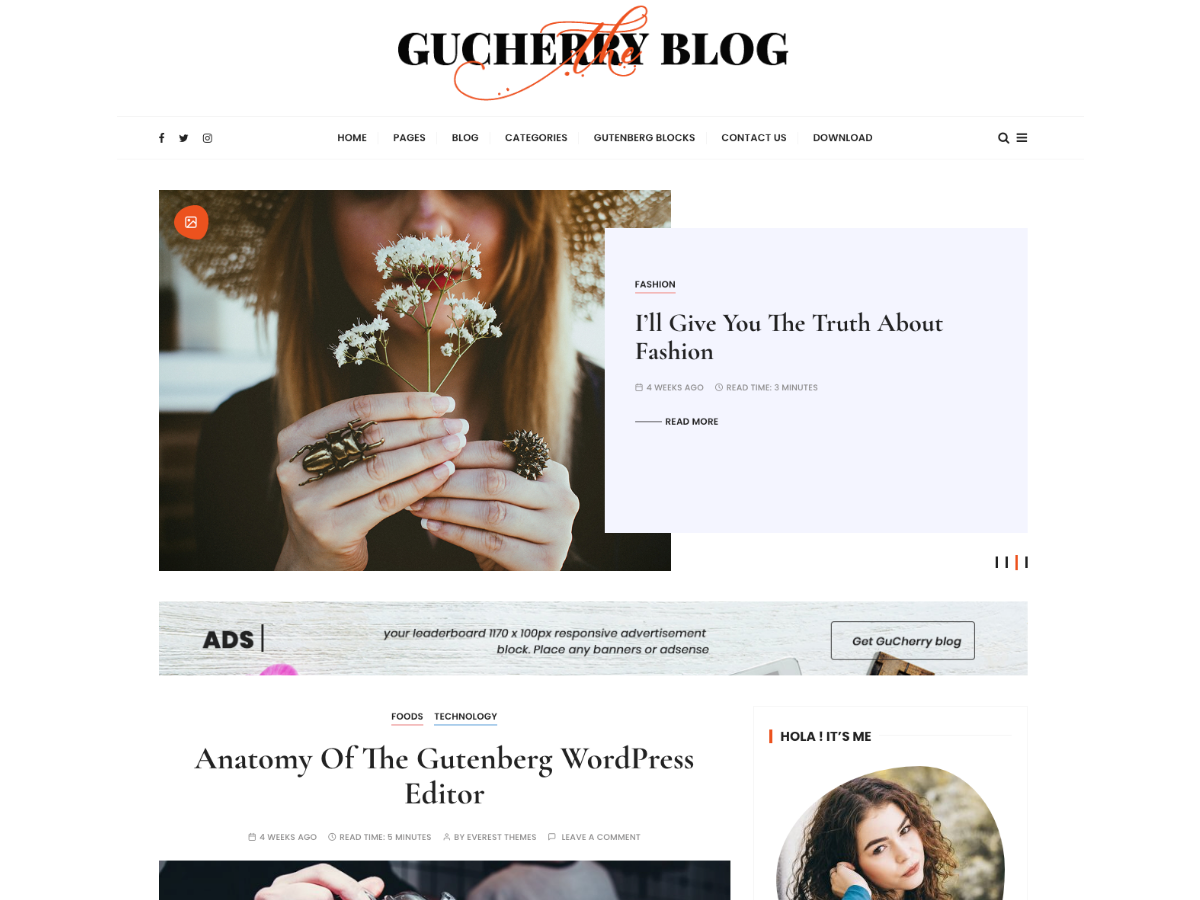 GUCHERRY the BLOG
HOME PAGES BLOG CATEGORIES GUTENBERG BLOCKS CONTACT US DOWNLOAD
FASHION
I'll Give You The Truth About
Fashion
4 WEEKS AGO READ TIME: 3 MINUTES
READ MORE
ADS
your leaderboard 1170 x 100px responsive advertisement
block. Place any banners or adsense
Get GuCherry blog
FOODS TECHNOLOGY
Anatomy Of The Gutenberg WordPress
Editor
4 WEEKS AGO READ TIME: 5 MINUTES BY EVEREST THEMES LEAVE A COMMENT
HOLA ! IT'S ME